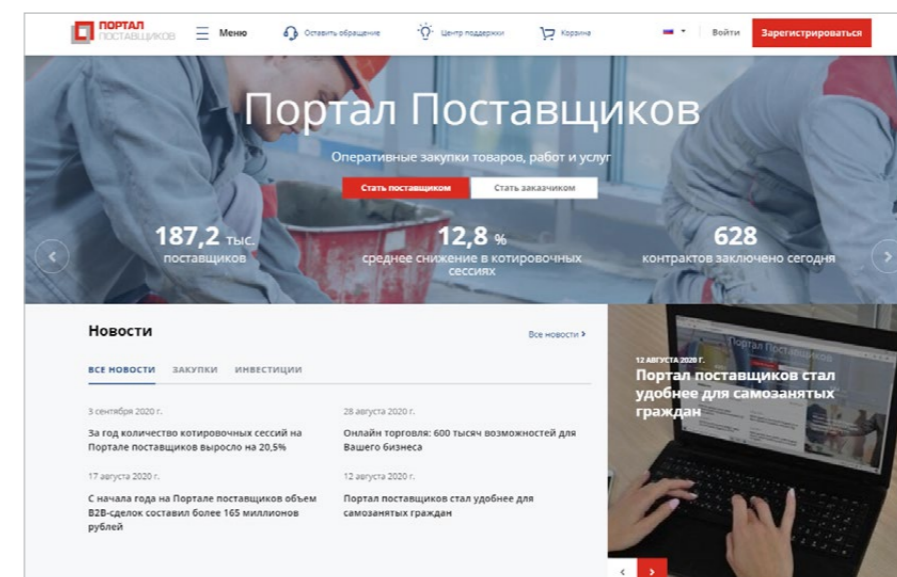 ПОРТАЛ
ПОСТАВЩИКОВ
Меню
Оставить обращение
Центр поддержки
Корзина
Войти
Зарегистрироваться
Портал Поставщиков
Оперативные закупки товаров, работ и услуг
Стать поставщиком
Стать заказчиком
187,2 тыс.
поставщиков
12,8 %
среднее снижение в котировочных
сессиях
628
контрактов заключено сегодня
Новости
Все новости
ВСЕ НОВОСТИ
ЗАКУПКИ
ИНВЕСТИЦИИ
3 сентября 2020 г.
За год количество котировочных сессий на
Портале поставщиков выросло на 20,5%
28 августа 2020 г.
Онлайн торговля: 600 тысяч возможностей для
Вашего бизнеса
17 августа 2020 г.
С начала года на Портале поставщиков объем
B2B-сделок составил более 165 миллионов
рублей
12 августа 2020 г.
Портал поставщиков стал удобнее для
самозанятых граждан
12 АВГУСТА 2020 Г.
Портал поставщиков стал
удобнее для самозанятых
граждан
Портал Поставщиков